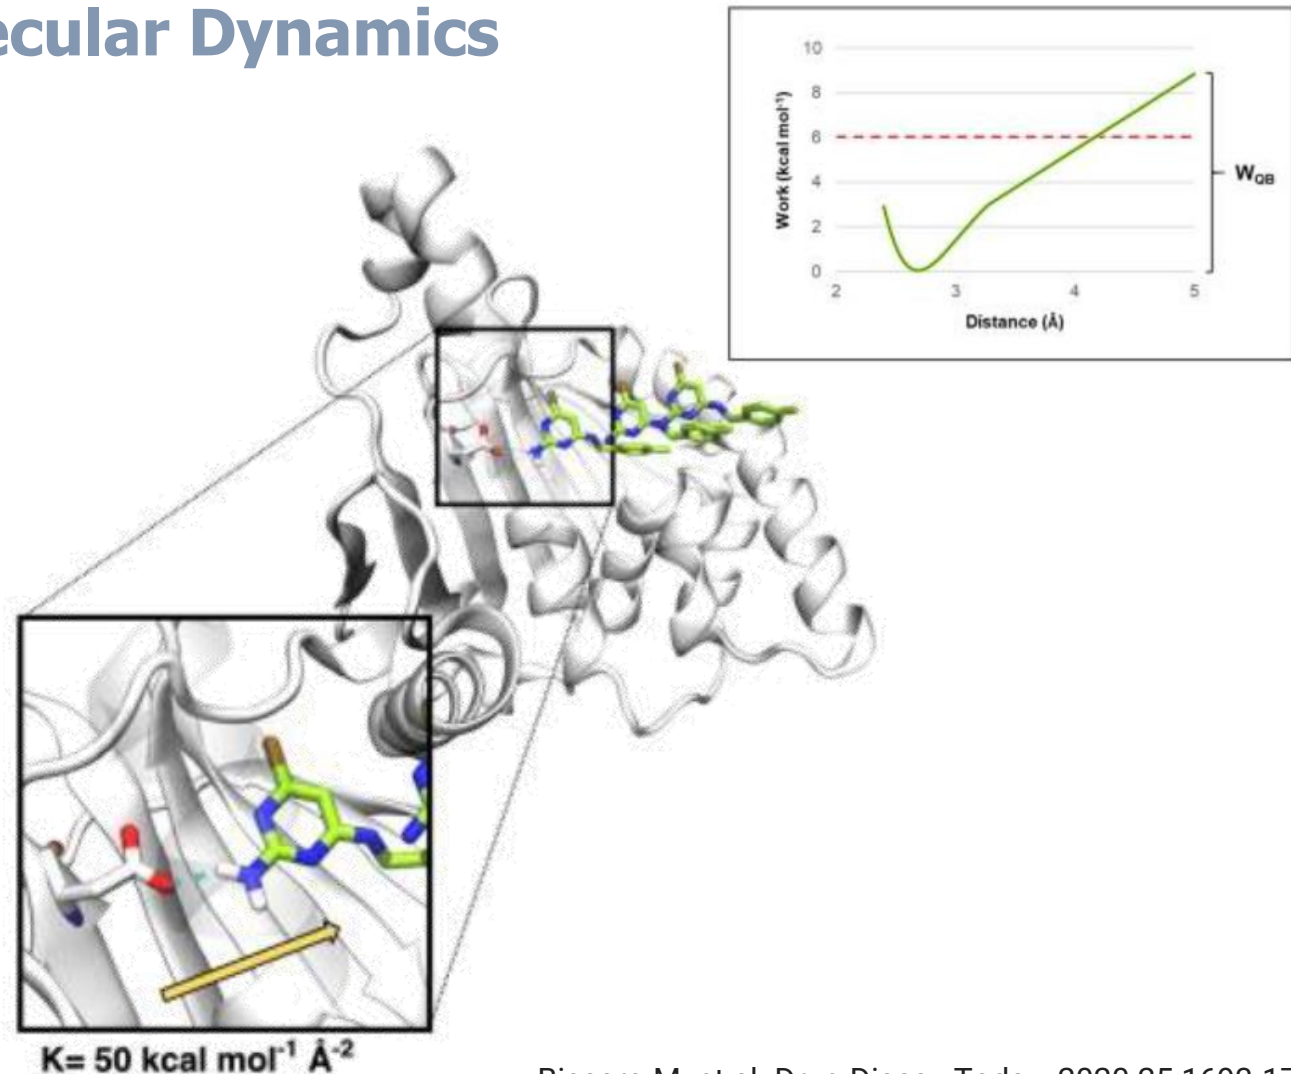 ecular Dynamics
10
8
6
4
2
0
Work (kcal mol⁻¹)
2 3 4 5
Distance (Å)
W_QB
K= 50 kcal mol⁻¹ Å⁻²